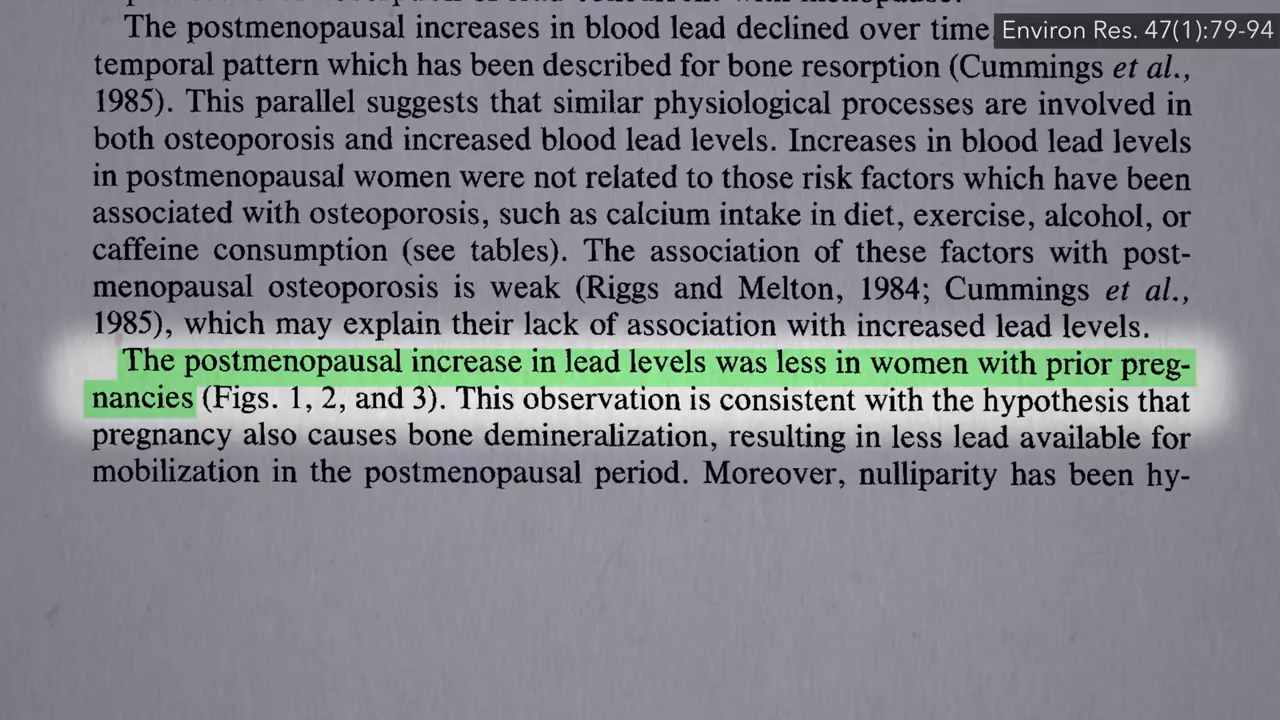 The postmenopausal increases in blood lead declined over time
Environ Res. 47(1):79-94
temporal pattern which has been described for bone resorption (Cummings et al.,
1985). This parallel suggests that similar physiological processes are involved in
both osteoporosis and increased blood lead levels. Increases in blood lead levels
in postmenopausal women were not related to those risk factors which have been
associated with osteoporosis, such as calcium intake in diet, exercise, alcohol, or
caffeine consumption (see tables). The association of these factors with post-
menopausal osteoporosis is weak (Riggs and Melton, 1984; Cummings et al.,
1985), which may explain their lack of association with increased lead levels.
The postmenopausal increase in lead levels was less in women with prior preg-
nancies (Figs. 1, 2, and 3). This observation is consistent with the hypothesis that
pregnancy also causes bone demineralization, resulting in less lead available for
mobilization in the postmenopausal period. Moreover, nulliparity has been hy-